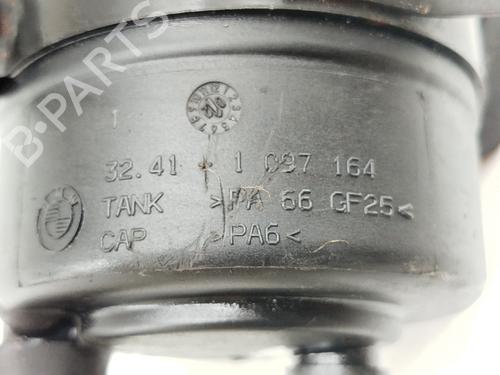 B-PARTS
32.41 - 1 097 164
TANK >PA 66 GF25<
CAP >PA6<